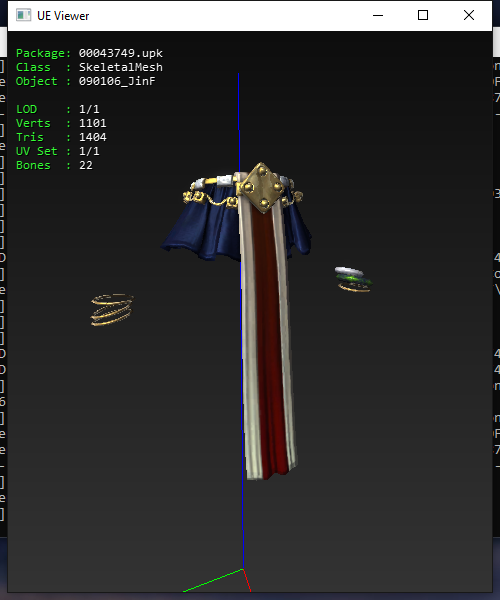 UE Viewer
Package: 00043749.upk
Class  : SkeletalMesh
Object : 090106_JinF
LOD    : 1/1
Verts  : 1101
Tris   : 1404
UV Set : 1/1
Bones  : 22